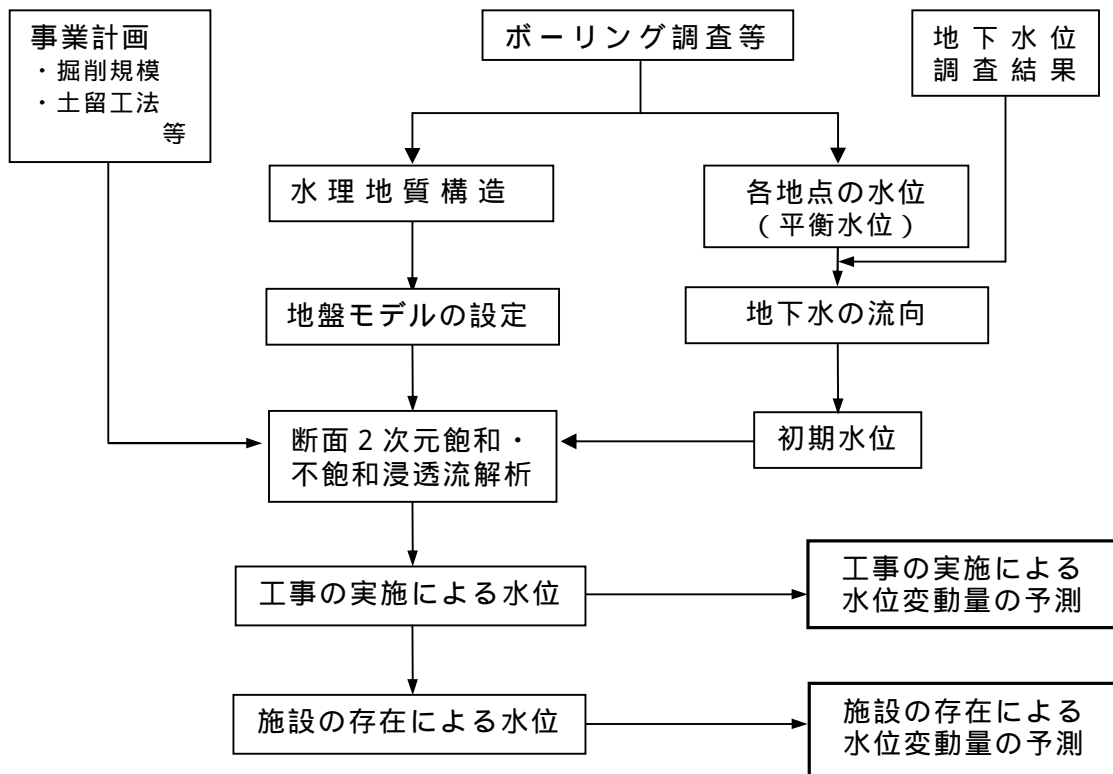 事業計画
・掘削規模
・土留工法
等
ボーリング調査等
地下水位
調査結果
水理地質構造
各地点の水位
（平衡水位）
地盤モデルの設定
地下水の流向
断面２次元飽和・
不飽和浸透流解析
初期水位
工事の実施による水位
工事の実施による
水位変動量の予測
施設の存在による水位
施設の存在による
水位変動量の予測